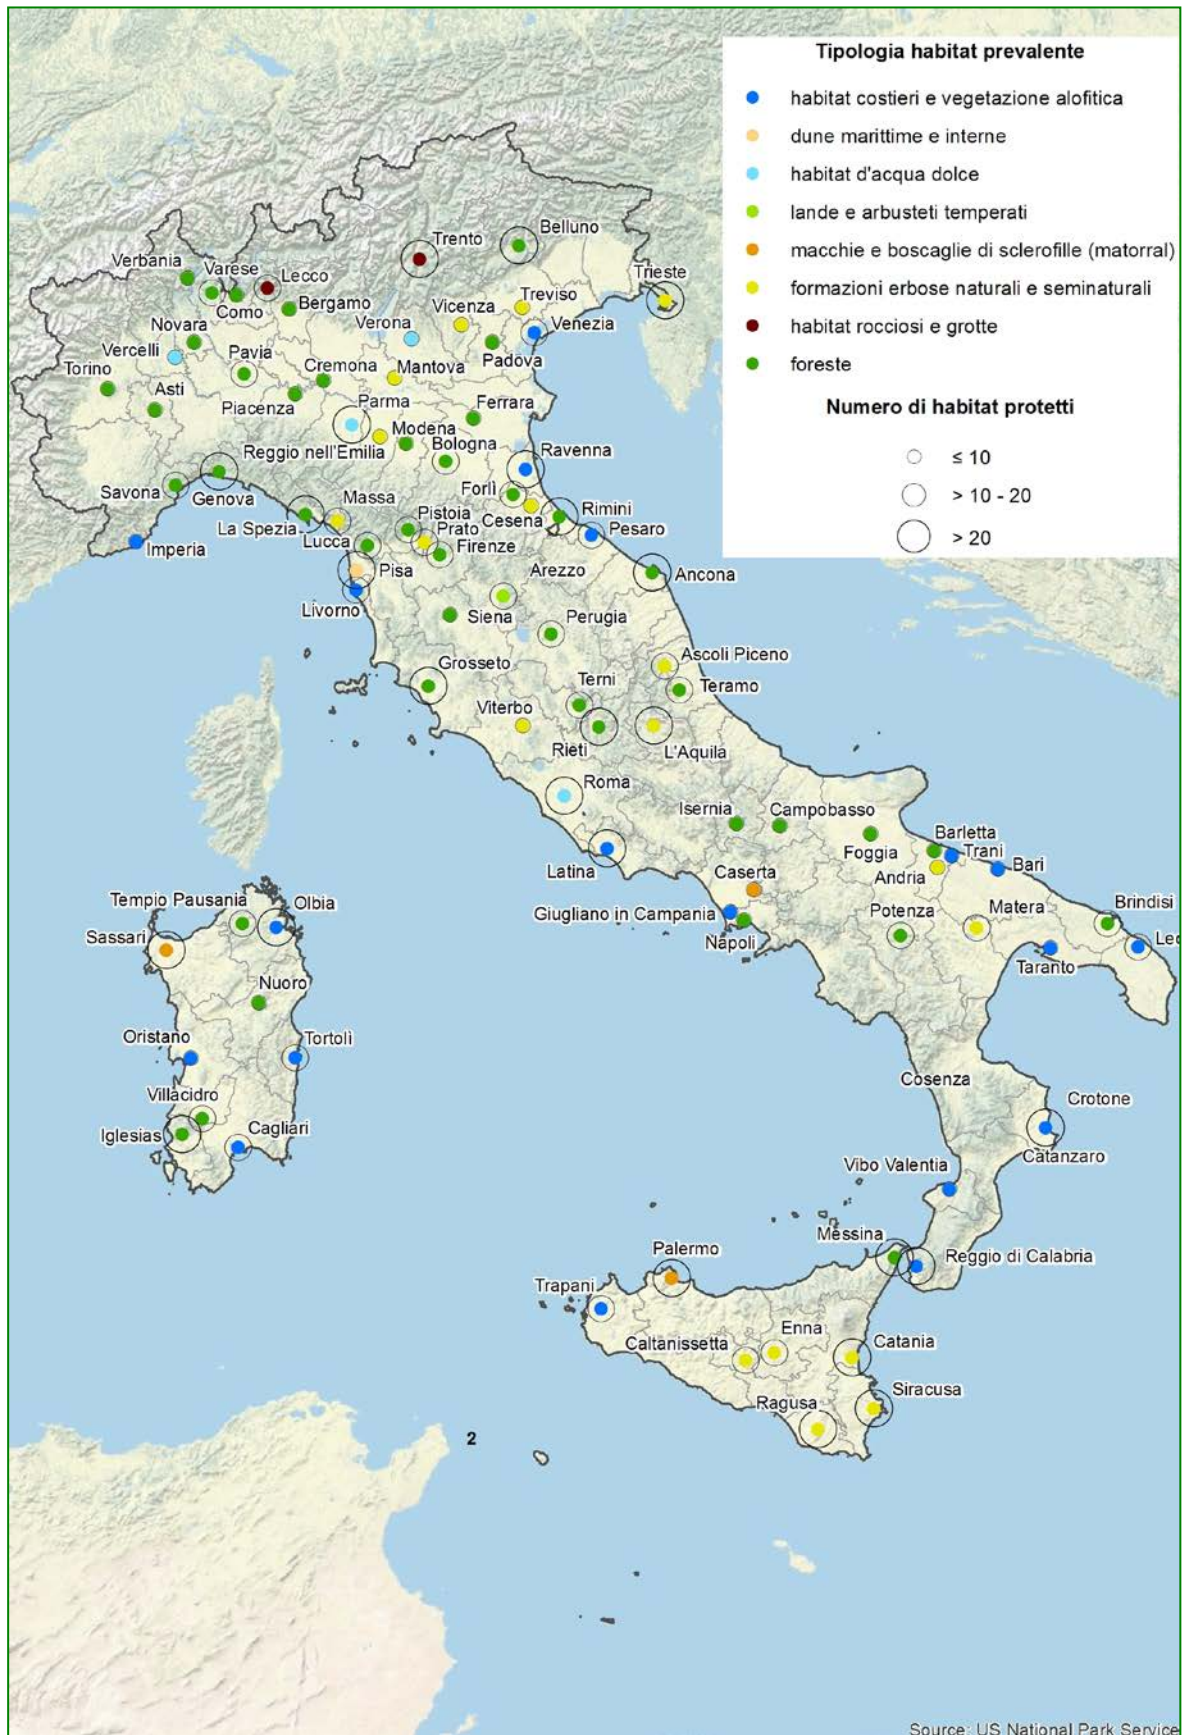 Tipologia habitat prevalente
habitat costieri e vegetazione alofitica
dune marittime e interne
habitat d'acqua dolce
lande e arbusteti temperati
macchie e boscaglie di sclerofille (matorral)
formazioni erbose naturali e seminaturali
habitat rocciosi e grotte
foreste
Numero di habitat protetti
≤ 10
> 10 - 20
> 20
Belluno
Trento
Verbania
Varese
Lecco
Trieste
Como
Bergamo
Vicenza
Treviso
Novara
Verona
Venezia
Vercelli
Pavia
Padova
Torino
Cremona
Mantova
Asti
Piacenza
Parma
Ferrara
Modena
Bologna
Reggio nell'Emilia
Ravenna
Savona
Genova
Massa
Forlì
La Spezia
Pistoia
Cesena
Rimini
Prato
Pesaro
Lucca
Firenze
Imperia
Pisa
Arezzo
Ancona
Livorno
Siena
Perugia
Ascoli Piceno
Grosseto
Terni
Teramo
Viterbo
Rieti
L'Aquila
Roma
Isernia
Campobasso
Barletta
Foggia
Trani
Latina
Caserta
Andria
Bari
Tempio Pausania
Olbia
Giugliano in Campania
Potenza
Matera
Brindisi
Sassari
Napoli
Lec
Taranto
Nuoro
Oristano
Tortolì
Cosenza
Villacidro
Crotone
Iglesias
Cagliari
Catanzaro
Vibo Valentia
Messina
Palermo
Reggio di Calabria
Trapani
Enna
Caltanissetta
Catania
Siracusa
Ragusa
2
Source: US National Park Service